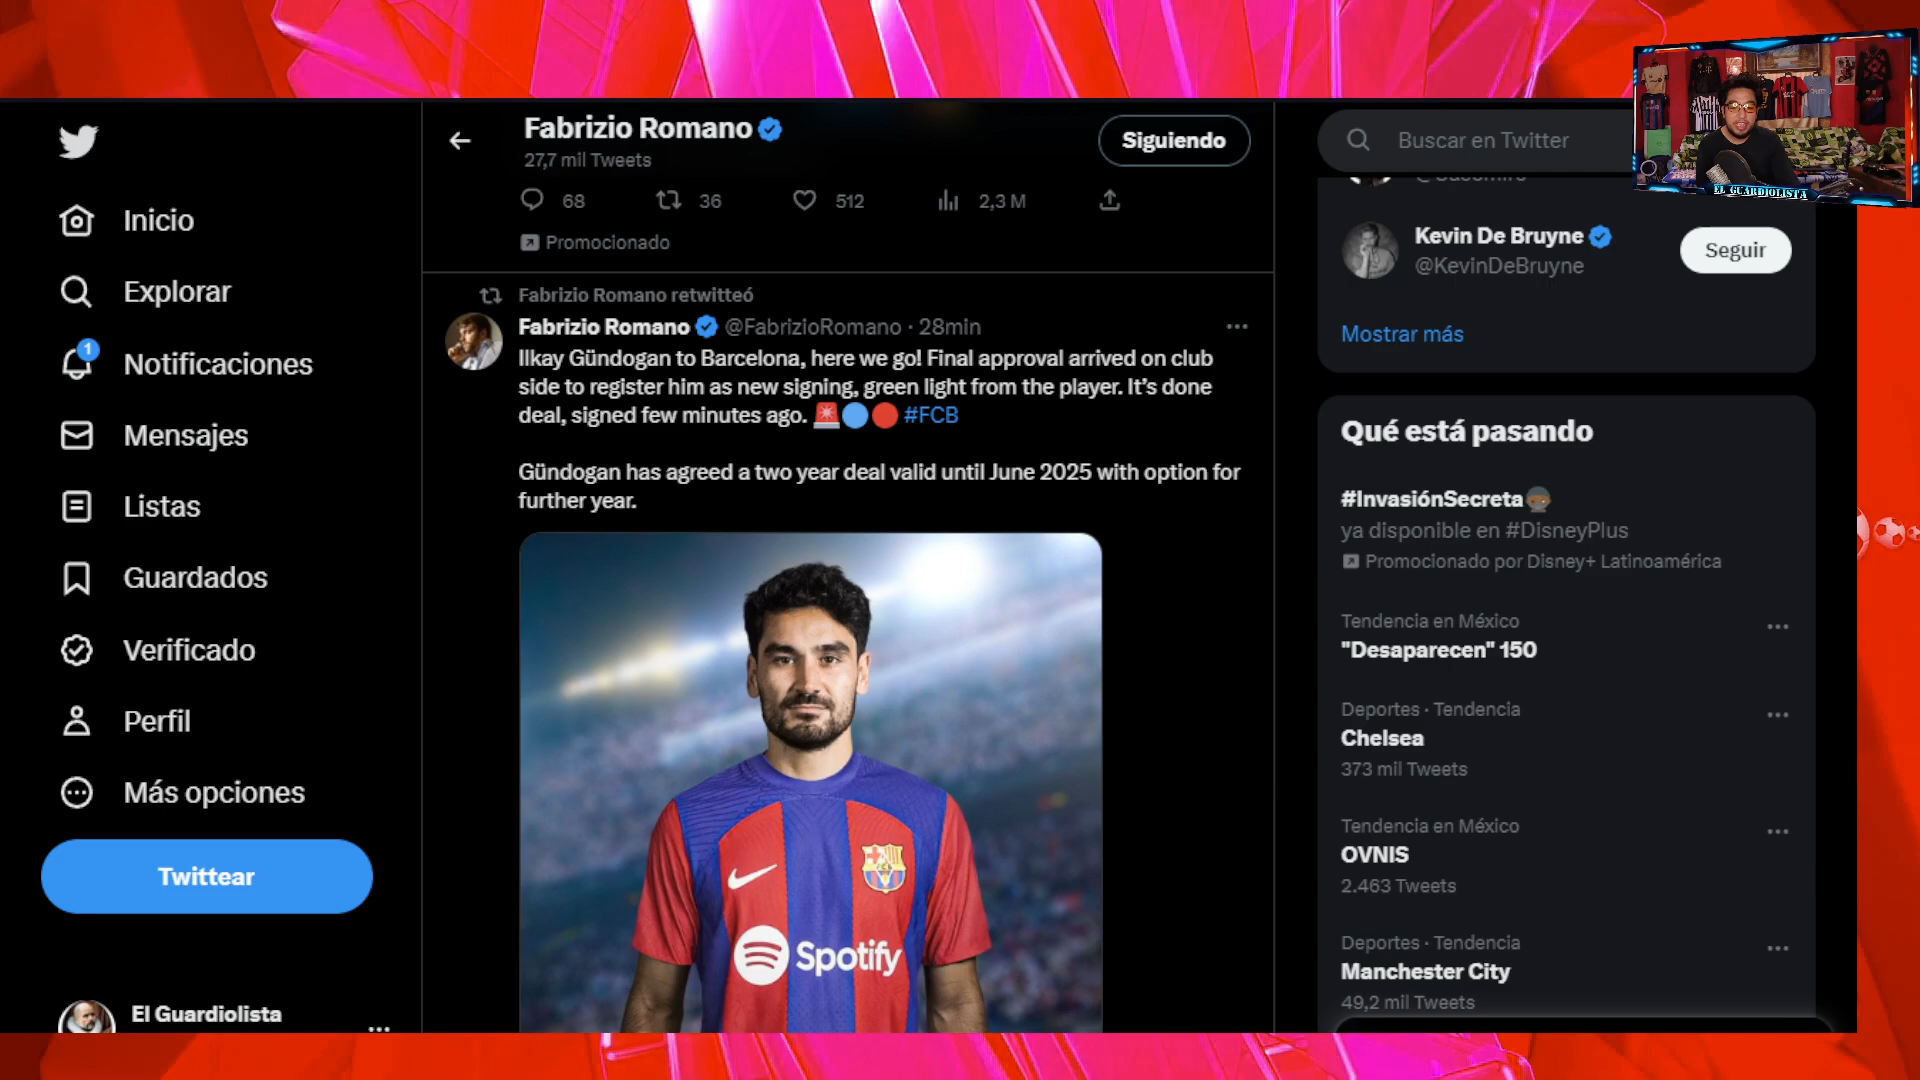 Inicio
Explorar
1
Notificaciones
Mensajes
Listas
Guardados
Verificado
Perfil
Más opciones
Twittear
El Guardiolista
Fabrizio Romano
27,7 mil Tweets
Siguiendo
68
36
512
2,3 M
Promocionado
Fabrizio Romano retwitteó
Fabrizio Romano @FabrizioRomano · 28min
Ilkay Gündogan to Barcelona, here we go! Final approval arrived on club
side to register him as new signing, green light from the player. It's done
deal, signed few minutes ago. 🚨🔵🔴 #FCB
Gündogan has agreed a two year deal valid until June 2025 with option for
further year.
Spotify
Buscar en Twitter
EL GUARDIOLISTA
Kevin De Bruyne
@KevinDeBruyne
Seguir
Mostrar más
Qué está pasando
#InvasiónSecreta
ya disponible en #DisneyPlus
Promocionado por Disney+ Latinoamérica
Tendencia en México
"Desaparecen" 150
Deportes · Tendencia
Chelsea
373 mil Tweets
Tendencia en México
OVNIS
2.463 Tweets
Deportes · Tendencia
Manchester City
49,2 mil Tweets